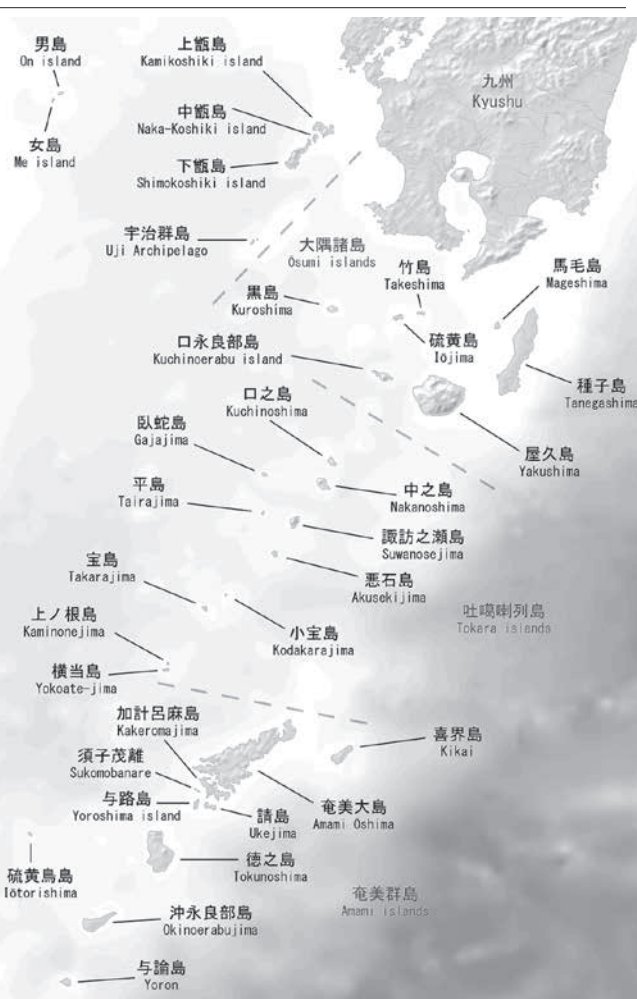 男島
On island
上甑島
Kamikoshiki island
九州
Kyushu
中甑島
Naka-Koshiki island
女島
Me island
下甑島
Shimokoshiki island
宇治群島
Uji Archipelago
大隅諸島
Osumi islands
竹島
Takeshima
馬毛島
Mageshima
黒島
Kuroshima
硫黄島
Iōjima
口永良部島
Kuchinoerabu island
種子島
Tanegashima
口之島
Kuchinoshima
臥蛇島
Gajajima
屋久島
Yakushima
平島
Tairajima
中之島
Nakanoshima
諏訪之瀬島
Suwanosejima
宝島
Takarajima
悪石島
Akusekijima
上ノ根島
Kaminonejima
小宝島
Kodakarajima
吐噶喇列島
Tokara islands
横当島
Yokoate-jima
加計呂麻島
Kakeromajima
喜界島
Kikai
須子茂離
Sukomobanare
与路島
Yoroshima island
請島
Ukejima
奄美大島
Amami Oshima
硫黄鳥島
Iōtorishima
徳之島
Tokunoshima
奄美群島
Amami islands
沖永良部島
Okinoerabujima
与論島
Yoron